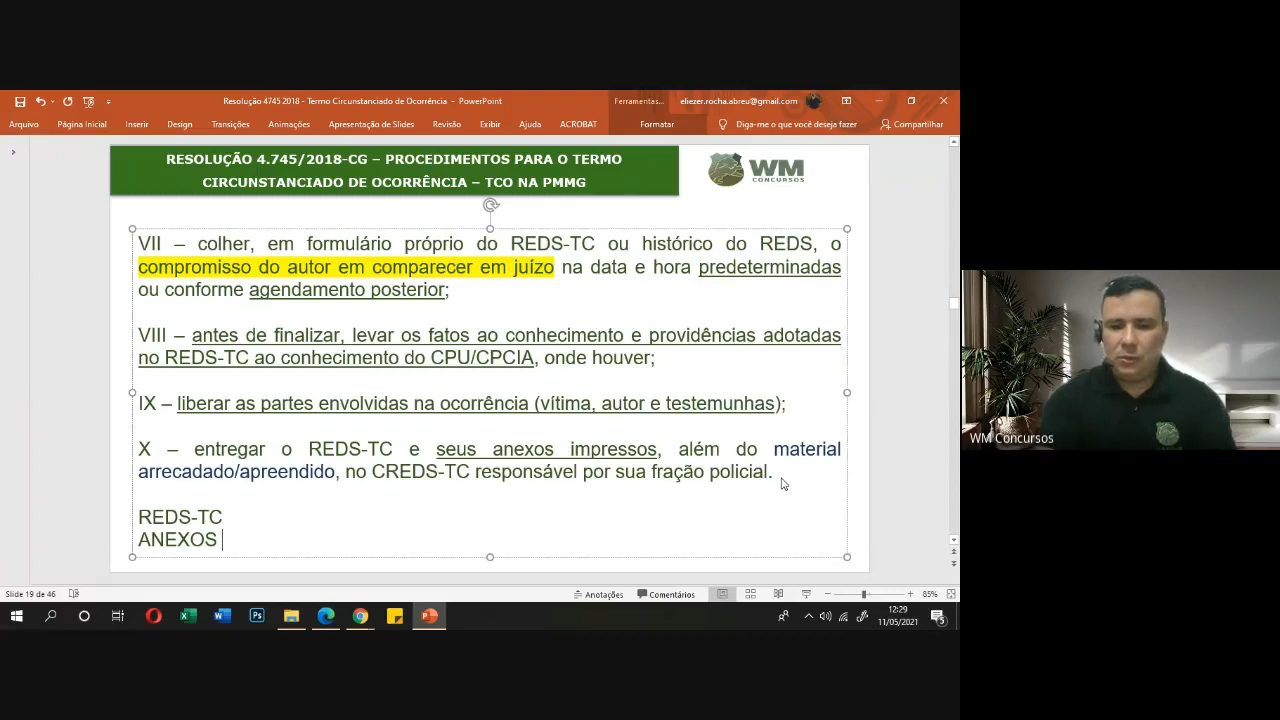 Resolução 4745 2018 - Termo Circunstanciado de Ocorrência - PowerPoint
Ferramentas...
eliezer.rocha.abreu@gmail.com
Arquivo
Página Inicial
Inserir
Design
Transições
Animações
Apresentação de Slides
Revisão
Exibir
Ajuda
ACROBAT
Formatar
Diga-me o que você deseja fazer
Compartilhar
RESOLUÇÃO 4.745/2018-CG – PROCEDIMENTOS PARA O TERMO
CIRCUNSTANCIADO DE OCORRÊNCIA – TCO NA PMMG
WM
CONCURSOS
VII – colher, em formulário próprio do REDS-TC ou histórico do REDS, o
compromisso do autor em comparecer em juízo na data e hora predeterminadas
ou conforme agendamento posterior;
VIII – antes de finalizar, levar os fatos ao conhecimento e providências adotadas
no REDS-TC ao conhecimento do CPU/CPCIA, onde houver;
IX – liberar as partes envolvidas na ocorrência (vítima, autor e testemunhas);
X – entregar o REDS-TC e seus anexos impressos, além do material
arrecadado/apreendido, no CREDS-TC responsável por sua fração policial.
REDS-TC
ANEXOS
WM Concursos
Slide 19 de 46
Anotações
Comentários
85%
12:29
11/05/2021
5